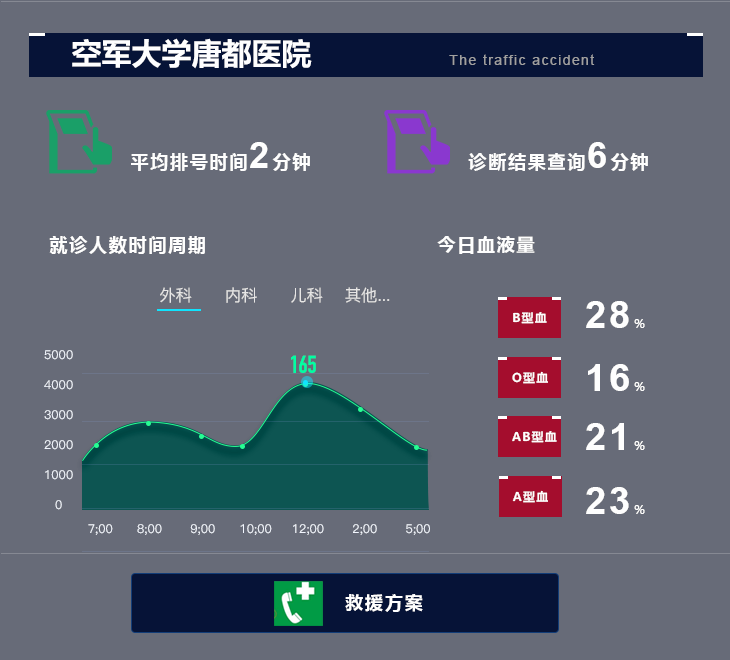 空军大学唐都医院
The traffic accident
平均排号时间2分钟
诊断结果查询6分钟
就诊人数时间周期
今日血液量
外科 内科 儿科 其他...
165
5000
4000
3000
2000
1000
0
7;00 8;00 9;00 10;00 12;00 2;00 5;00
B型血 28 %
O型血 16 %
AB型血 21 %
A型血 23 %
救援方案